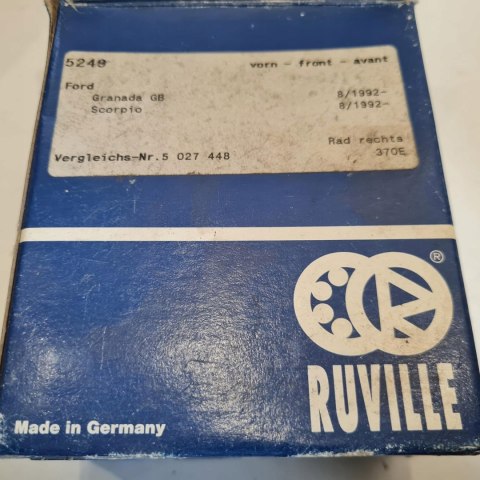 5249 vorn - front - avant
Ford
Granada GB 8/1992-
Scorpio 8/1992-
Rad rechts
Vergleichs-Nr.5 027 448 370E
®
RUVILLE
Made in Germany